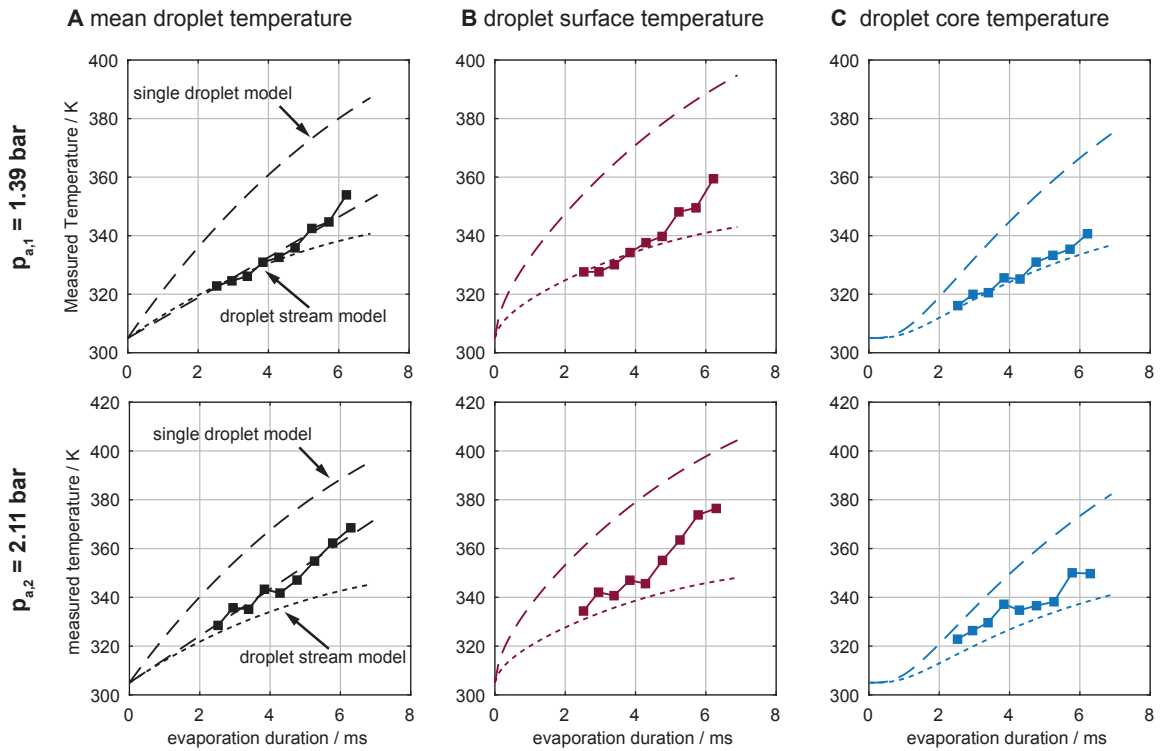 A mean droplet temperature
B droplet surface temperature
C droplet core temperature
p a,1 = 1.39 bar
Measured Temperature / K
400
380
360
340
320
300
0 2 4 6 8
single droplet model
droplet stream model
400
380
360
340
320
300
0 2 4 6 8
400
380
360
340
320
300
0 2 4 6 8
p a,2 = 2.11 bar
measured temperature / K
420
400
380
360
340
320
300
0 2 4 6 8
evaporation duration / ms
single droplet model
droplet stream model
420
400
380
360
340
320
300
0 2 4 6 8
evaporation duration / ms
420
400
380
360
340
320
300
0 2 4 6 8
evaporation duration / ms